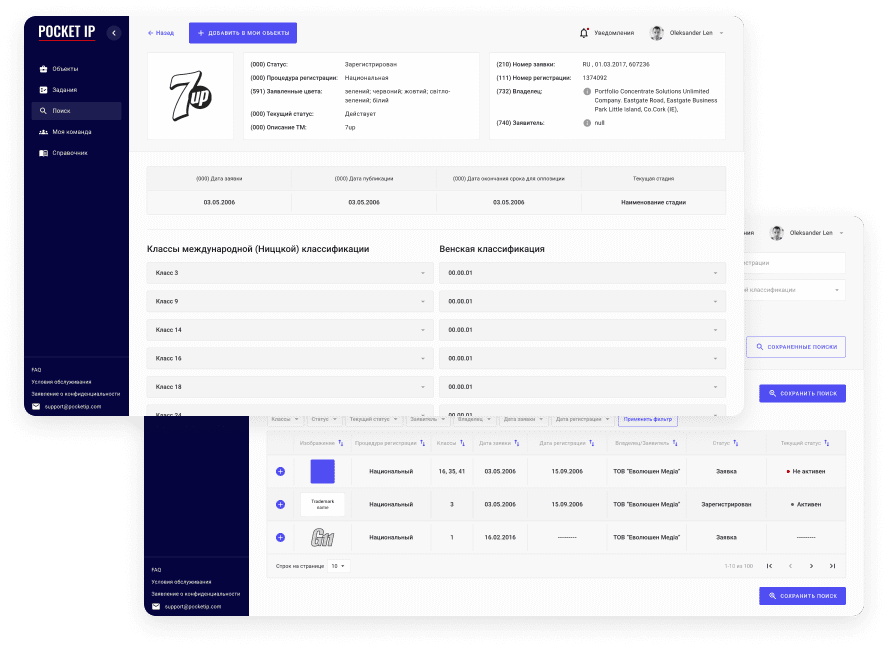 POCKET IP
Объекты
Задания
Поиск
Моя команда
Справочник
FAQ
Условия обслуживания
Заявление о конфиденциальности
support@pocketip.com
Назад
ДОБАВИТЬ В МОИ ОБЪЕКТЫ
Уведомления
Oleksander Len
7up
(000) Статус: Зарегистрирован
(000) Процедура регистрации: Национальная
(591) Заявленные цвета: зелений; червоний; жовтий; світло-
зелений; білий
(000) Текущий статус: Действует
(000) Описание ТМ: 7up
(210) Номер заявки: RU , 01.03.2017, 607236
(111) Номер регистрации: 1374092
(732) Владелец: Portfolio Concentrate Solutions Unlimited
Company. Eastgate Road, Eastgate Business
Park Little Island, Co.Cork (IE),
(740) Заявитель: null
(000) Дата заявки (000) Дата публикации (000) Дата окончания срока для оппозиции Текущая стадия
03.05.2006 03.05.2006 03.05.2006 Наименование стадии
Классы международной (Ниццкой) классификации
Класс 3
Класс 9
Класс 14
Класс 16
Класс 18
Класс 24
Венская классификация
00.00.01
00.00.01
00.00.01
00.00.01
00.00.01
00.00.01
Oleksander Len
классификации
СОХРАНЕННЫЕ ПОИСКИ
СОХРАНИТЬ ПОИСК
Классы Статус Текущий статус Заявитель Владелец Дата заявки Дата регистрации Применить фильтр
Изображение Процедура регистрации Классы Дата заявки Дата регистрации Владелец/Заявитель Статус Текущий статус
Национальный 16, 35, 41 03.05.2006 15.09.2006 ТОВ "Еволюшен Медіа" Заявка Не активен
Trademark
name
Национальный 3 03.05.2006 15.09.2006 ТОВ "Еволюшен Медіа" Зарегистрирован Активен
Национальный 1 16.02.2016 --------- ТОВ "Еволюшен Медіа" Заявка ---------
Строк на странице 10 1-10 из 100
СОХРАНИТЬ ПОИСК
FAQ
Условия обслуживания
Заявление о конфиденциальности
support@pocketip.com